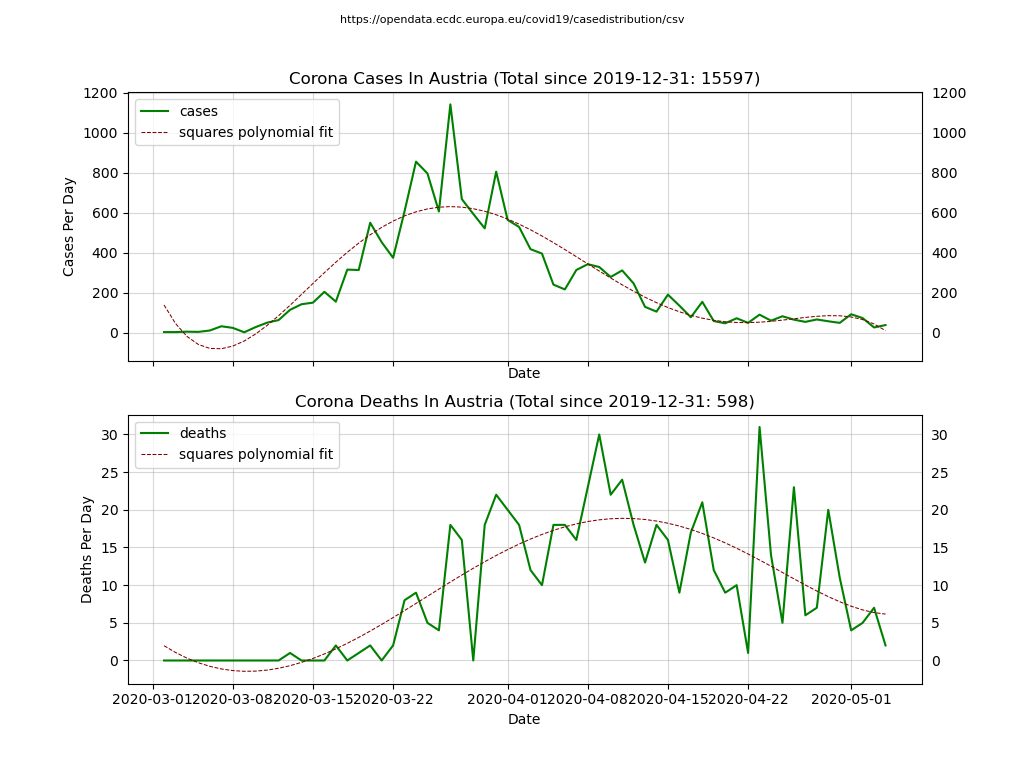 https://opendata.ecdc.europa.eu/covid19/casedistribution/csv
Corona Cases In Austria (Total since 2019-12-31: 15597)
cases
squares polynomial fit
Cases Per Day
1200 1200
1000 1000
800 800
600 600
400 400
200 200
0 0
Date
Corona Deaths In Austria (Total since 2019-12-31: 598)
deaths
squares polynomial fit
Deaths Per Day
30 30
25 25
20 20
15 15
10 10
5 5
0 0
2020-03-01 2020-03-08 2020-03-15 2020-03-22 2020-04-01 2020-04-08 2020-04-15 2020-04-22 2020-05-01
Date